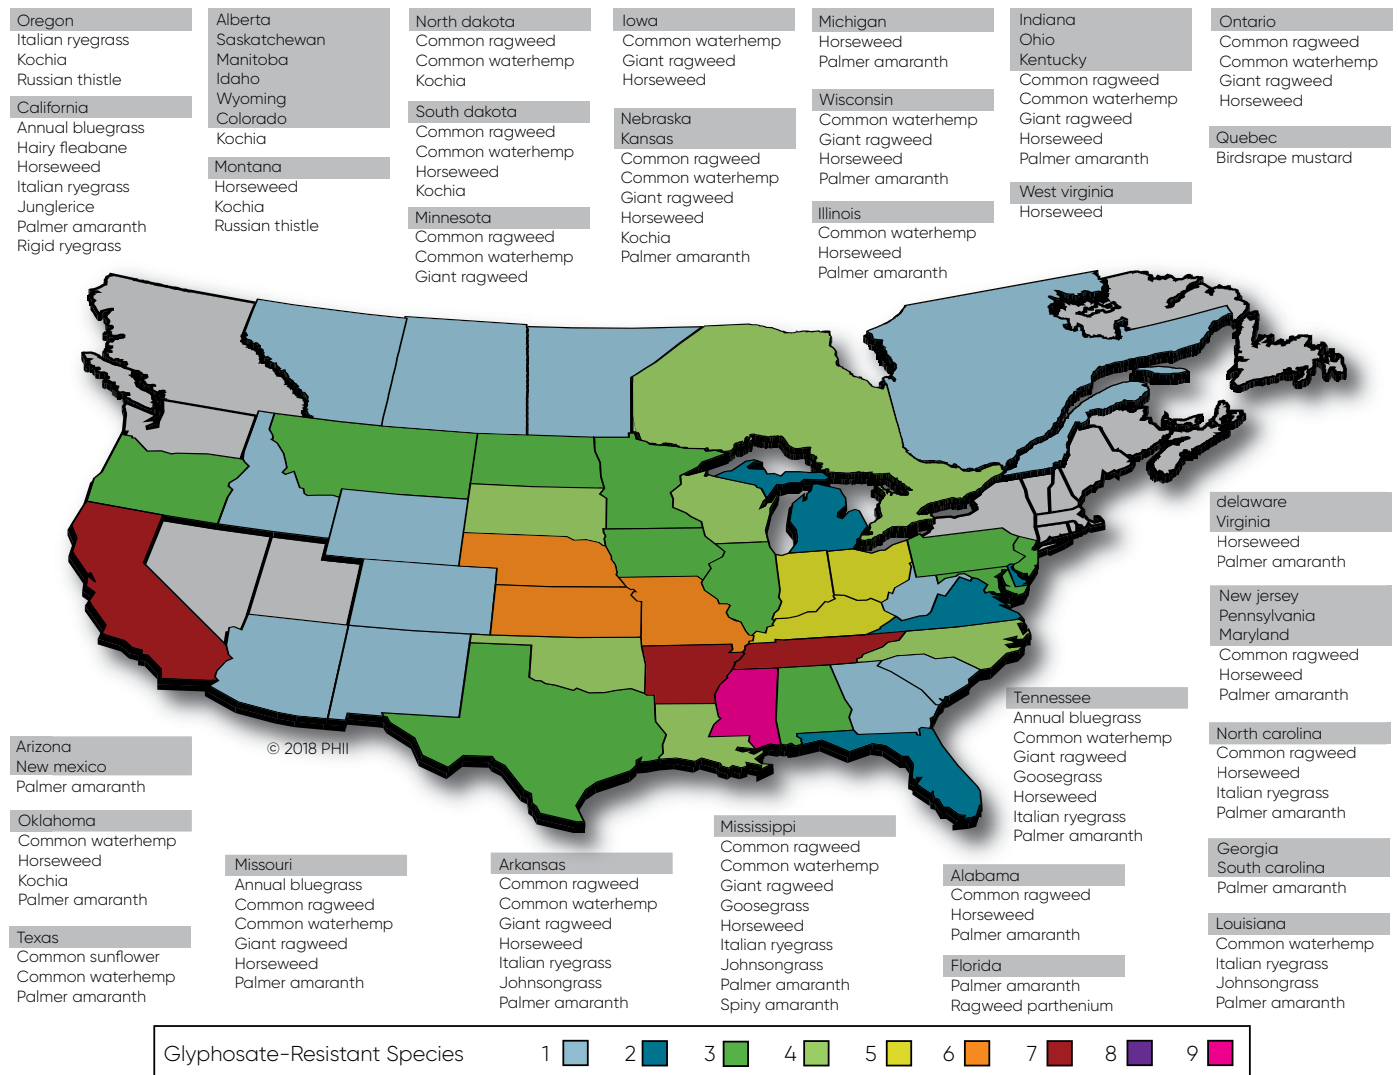 Oregon
Italian ryegrass
Kochia
Russian thistle
California
Annual bluegrass
Hairy fleabane
Horseweed
Italian ryegrass
Junglerice
Palmer amaranth
Rigid ryegrass
Alberta
Saskatchewan
Manitoba
Idaho
Wyoming
Colorado
Kochia
Montana
Horseweed
Kochia
Russian thistle
North dakota
Common ragweed
Common waterhemp
Kochia
South dakota
Common ragweed
Common waterhemp
Horseweed
Kochia
Minnesota
Common ragweed
Common waterhemp
Giant ragweed
Iowa
Common waterhemp
Giant ragweed
Horseweed
Nebraska
Kansas
Common ragweed
Common waterhemp
Giant ragweed
Horseweed
Kochia
Palmer amaranth
Michigan
Horseweed
Palmer amaranth
Wisconsin
Common waterhemp
Giant ragweed
Horseweed
Palmer amaranth
Illinois
Common waterhemp
Horseweed
Palmer amaranth
Indiana
Ohio
Kentucky
Common ragweed
Common waterhemp
Giant ragweed
Horseweed
Palmer amaranth
West virginia
Horseweed
Ontario
Common ragweed
Common waterhemp
Giant ragweed
Horseweed
Quebec
Birdsrape mustard
delaware
Virginia
Horseweed
Palmer amaranth
New jersey
Pennsylvania
Maryland
Common ragweed
Horseweed
Palmer amaranth
North carolina
Common ragweed
Horseweed
Italian ryegrass
Palmer amaranth
Georgia
South carolina
Palmer amaranth
Louisiana
Common waterhemp
Italian ryegrass
Johnsongrass
Palmer amaranth
© 2018 PHII
Arizona
New mexico
Palmer amaranth
Oklahoma
Common waterhemp
Horseweed
Kochia
Palmer amaranth
Texas
Common sunflower
Common waterhemp
Palmer amaranth
Missouri
Annual bluegrass
Common ragweed
Common waterhemp
Giant ragweed
Horseweed
Palmer amaranth
Arkansas
Common ragweed
Common waterhemp
Giant ragweed
Horseweed
Italian ryegrass
Johnsongrass
Palmer amaranth
Mississippi
Common ragweed
Common waterhemp
Giant ragweed
Goosegrass
Horseweed
Italian ryegrass
Johnsongrass
Palmer amaranth
Spiny amaranth
Tennessee
Annual bluegrass
Common waterhemp
Giant ragweed
Goosegrass
Horseweed
Italian ryegrass
Palmer amaranth
Alabama
Common ragweed
Horseweed
Palmer amaranth
Florida
Palmer amaranth
Ragweed parthenium
Glyphosate-Resistant Species 1 2 3 4 5 6 7 8 9